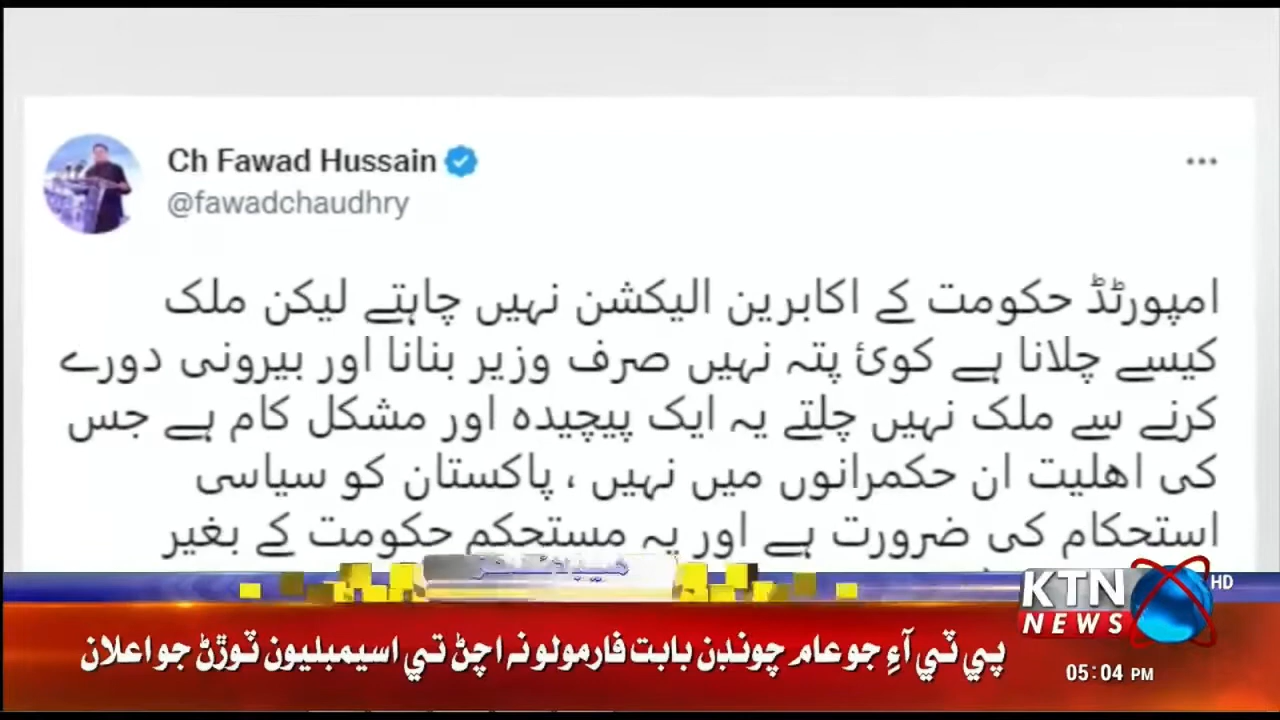 Ch Fawad Hussain
@fawadchaudhry
امپورٹڈ حکومت کے اکابرین الیکشن نہیں چاہتے لیکن ملک
کیسے چلانا ہے کوئ پتہ نہیں صرف وزیر بنانا اور بیرونی دورے
کرنے سے ملک نہیں چلتے یہ ایک پیچیدہ اور مشکل کام ہے جس
کی اھلیت ان حکمرانوں میں نہیں ، پاکستان کو سیاسی
استحکام کی ضرورت ہے اور یہ مستحکم حکومت کے بغیر
هيڊلائينز
KTN HD
NEWS
پي ٽي آءِ جو عام چونڊن بابت فارمولو نه اچڻ تي اسيمبليون ٽوڙڻ جو اعلان
05:04 PM